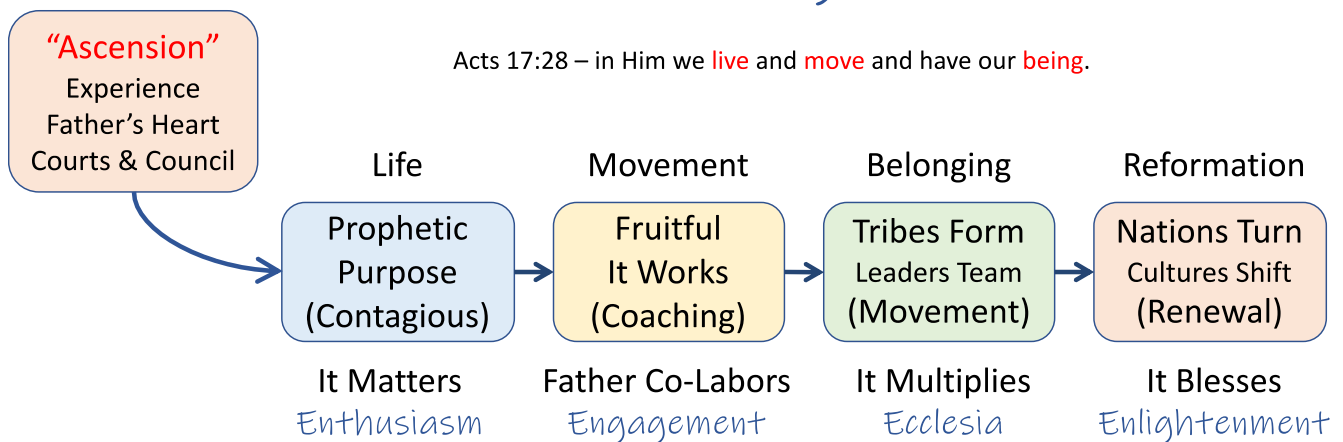 “Ascension”
Experience
Father’s Heart
Courts & Council
Acts 17:28 – in Him we live and move and have our being.
Life
Prophetic
Purpose
(Contagious)
It Matters
Enthusiasm
Movement
Fruitful
It Works
(Coaching)
Father Co-Labors
Engagement
Belonging
Tribes Form
Leaders Team
(Movement)
It Multiplies
Ecclesia
Reformation
Nations Turn
Cultures Shift
(Renewal)
It Blesses
Enlightenment